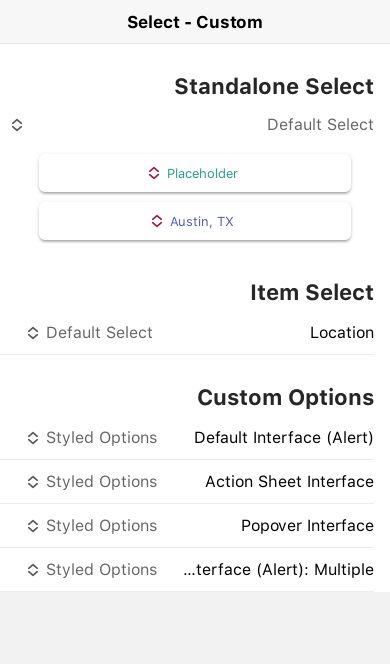 Select - Custom
Standalone Select
Default Select
Placeholder
Austin, TX
Item Select
Location
Default Select
Custom Options
Default Interface (Alert)
Styled Options
Action Sheet Interface
Styled Options
Popover Interface
Styled Options
...terface (Alert): Multiple
Styled Options